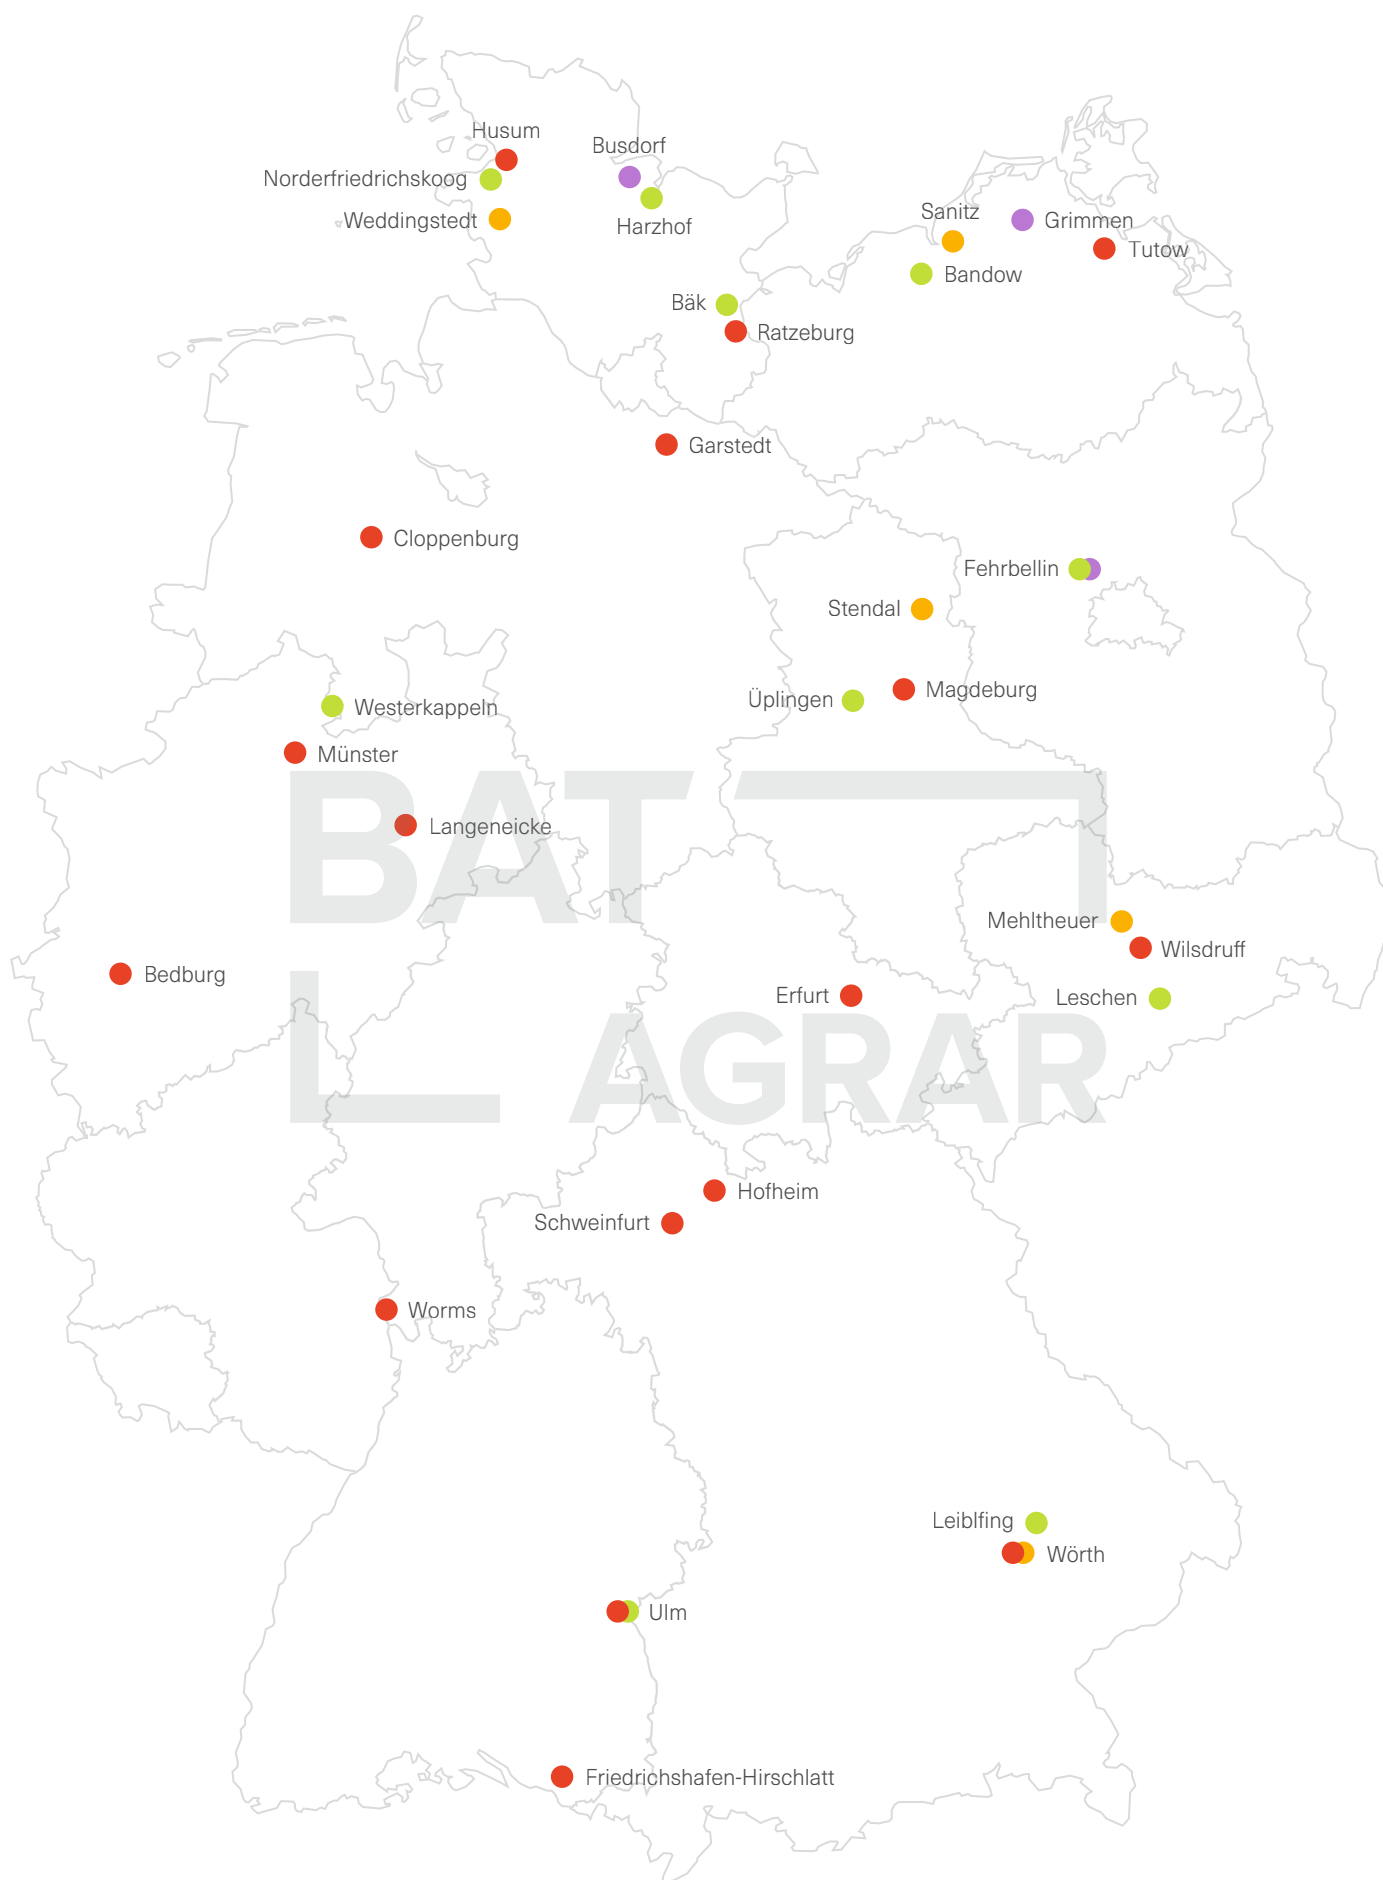 Husum
Busdorf
Norderfriedrichskoog
Weddingstedt
Harzhof
Sanitz
Grimmen
Tutow
Bandow
Bäk
Ratzeburg
Garstedt
Cloppenburg
Fehrbellin
Stendal
Üplingen
Magdeburg
Westerkappeln
Münster
BAT
Langeneicke
Mehltheuer
Wilsdruff
Bedburg
Erfurt
Leschen
AGRAR
Hofheim
Schweinfurt
Worms
Leiblfing
Wörth
Ulm
Friedrichshafen-Hirschlatt